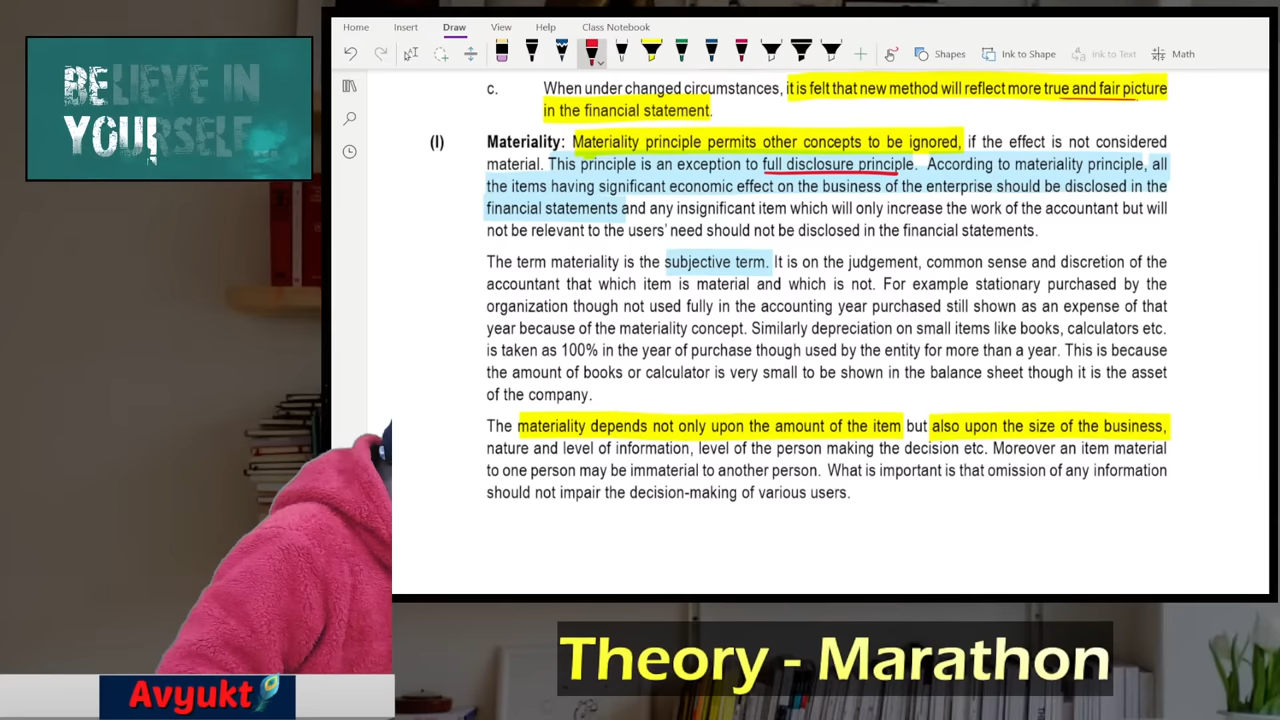 Home Insert Draw View Help Class Notebook
Shapes Ink to Shape Ink to Text Math
BELIEVE IN
YOURSELF
c. When under changed circumstances, it is felt that new method will reflect more true and fair picture
in the financial statement.
(l) Materiality: Materiality principle permits other concepts to be ignored, if the effect is not considered
material. This principle is an exception to full disclosure principle. According to materiality principle, all
the items having significant economic effect on the business of the enterprise should be disclosed in the
financial statements and any insignificant item which will only increase the work of the accountant but will
not be relevant to the users' need should not be disclosed in the financial statements.
The term materiality is the subjective term. It is on the judgement, common sense and discretion of the
accountant that which item is material and which is not. For example stationary purchased by the
organization though not used fully in the accounting year purchased still shown as an expense of that
year because of the materiality concept. Similarly depreciation on small items like books, calculators etc.
is taken as 100% in the year of purchase though used by the entity for more than a year. This is because
the amount of books or calculator is very small to be shown in the balance sheet though it is the asset
of the company.
The materiality depends not only upon the amount of the item but also upon the size of the business,
nature and level of information, level of the person making the decision etc. Moreover an item material
to one person may be immaterial to another person. What is important is that omission of any information
should not impair the decision-making of various users.
Theory - Marathon
Avyukt